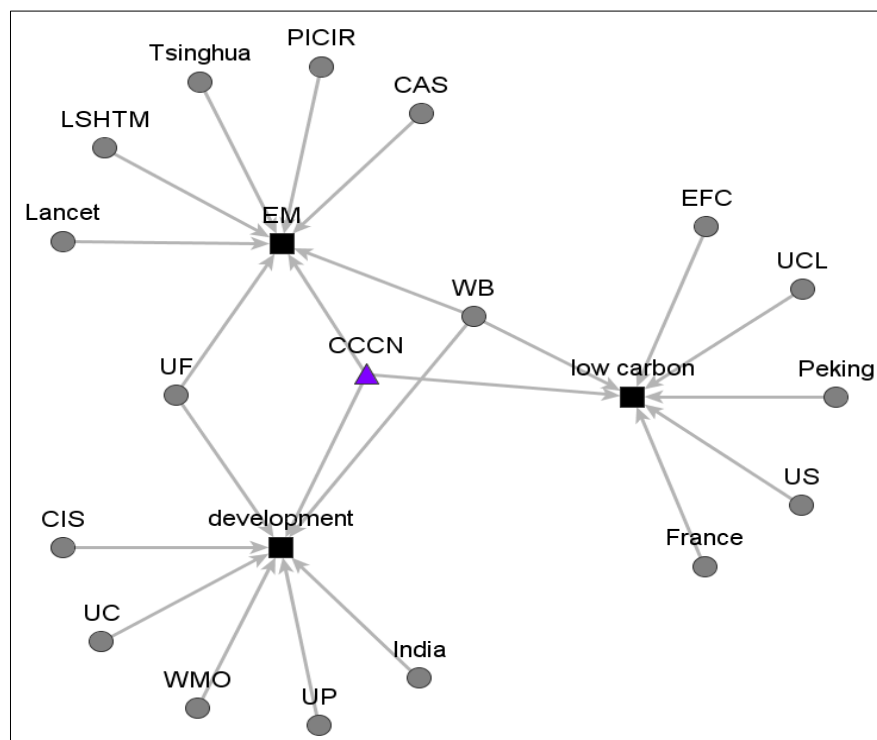 PICIR
Tsinghua
CAS
LSHTM
EM
EFC
Lancet
UCL
WB
CCCN
UF
low carbon
Peking
US
development
CIS
France
UC
India
WMO
UP